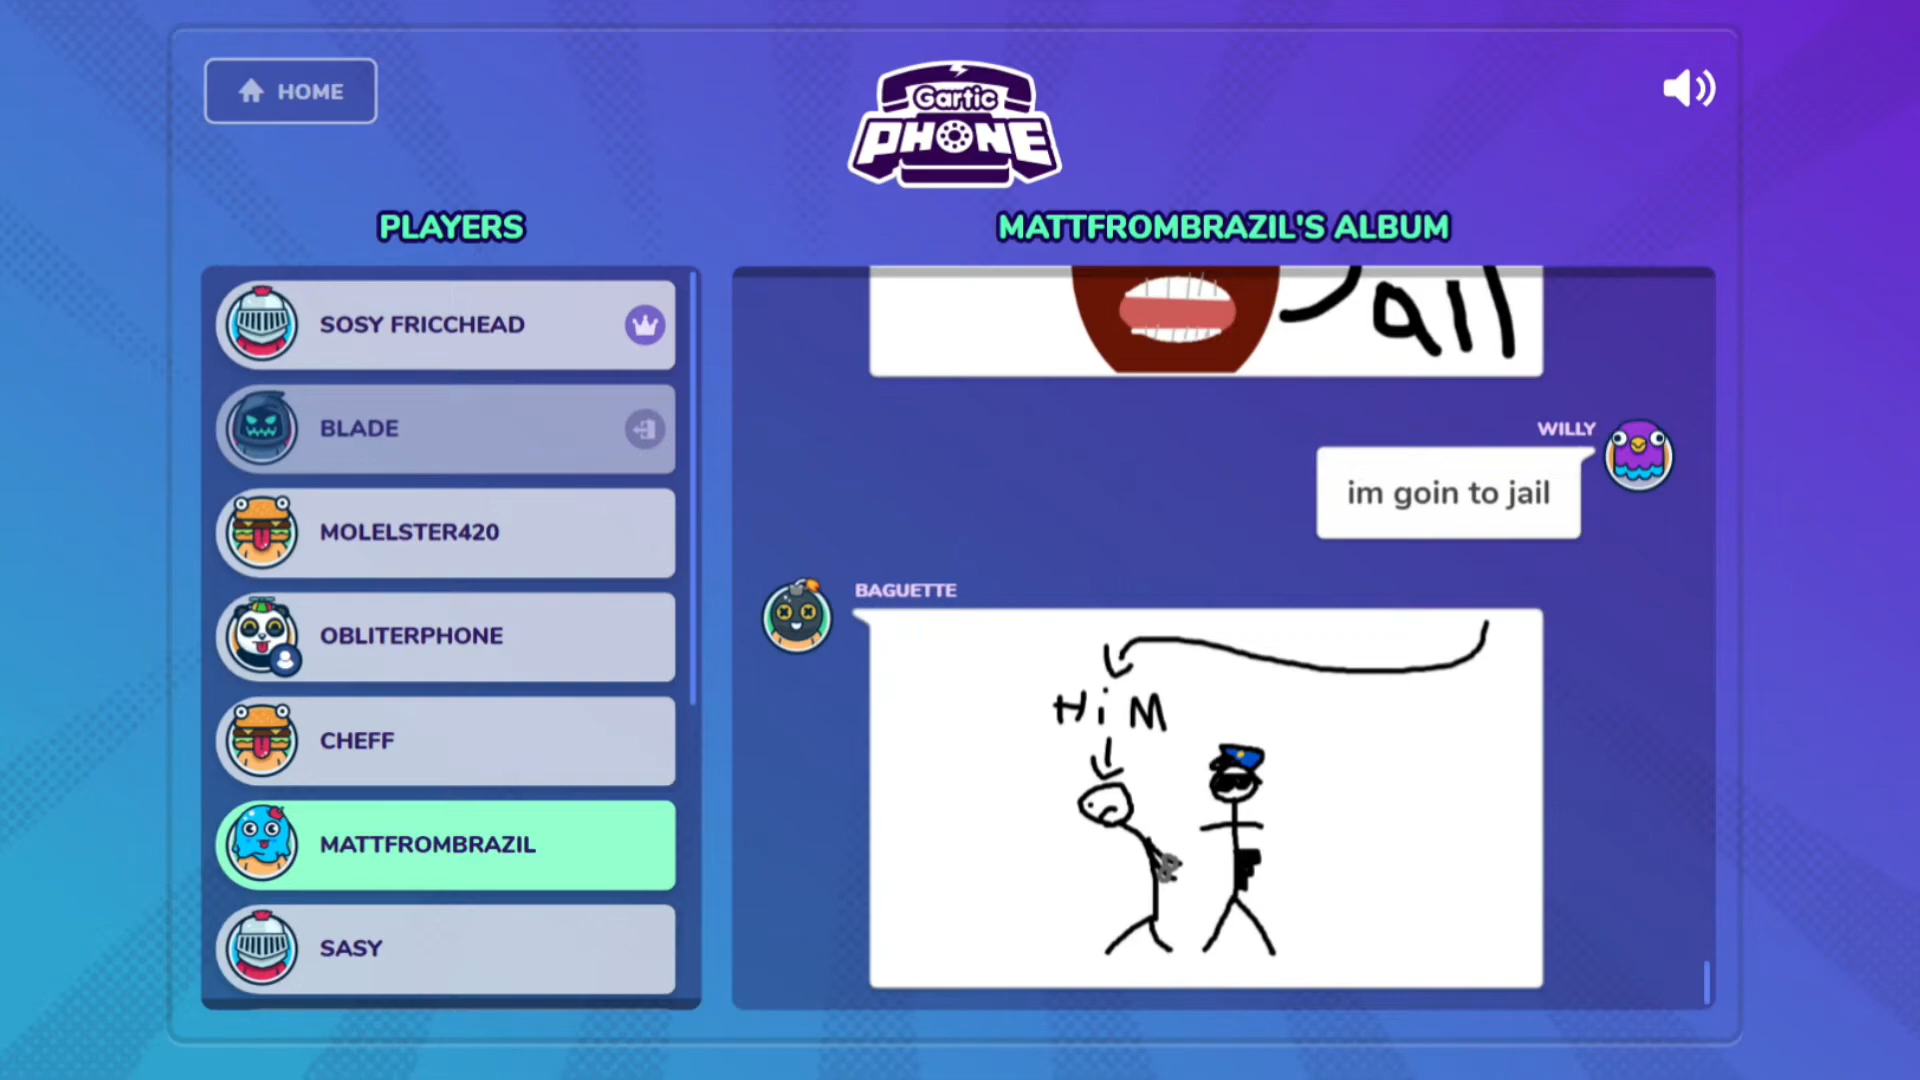 HOME
Gartic
PHONE
PLAYERS
MATTFROMBRAZIL'S ALBUM
SOSY FRICCHEAD
BLADE
MOLELSTER420
OBLITERPHONE
CHEFF
MATTFROMBRAZIL
SASY
Jail
WILLY
im goin to jail
BAGUETTE
HiM